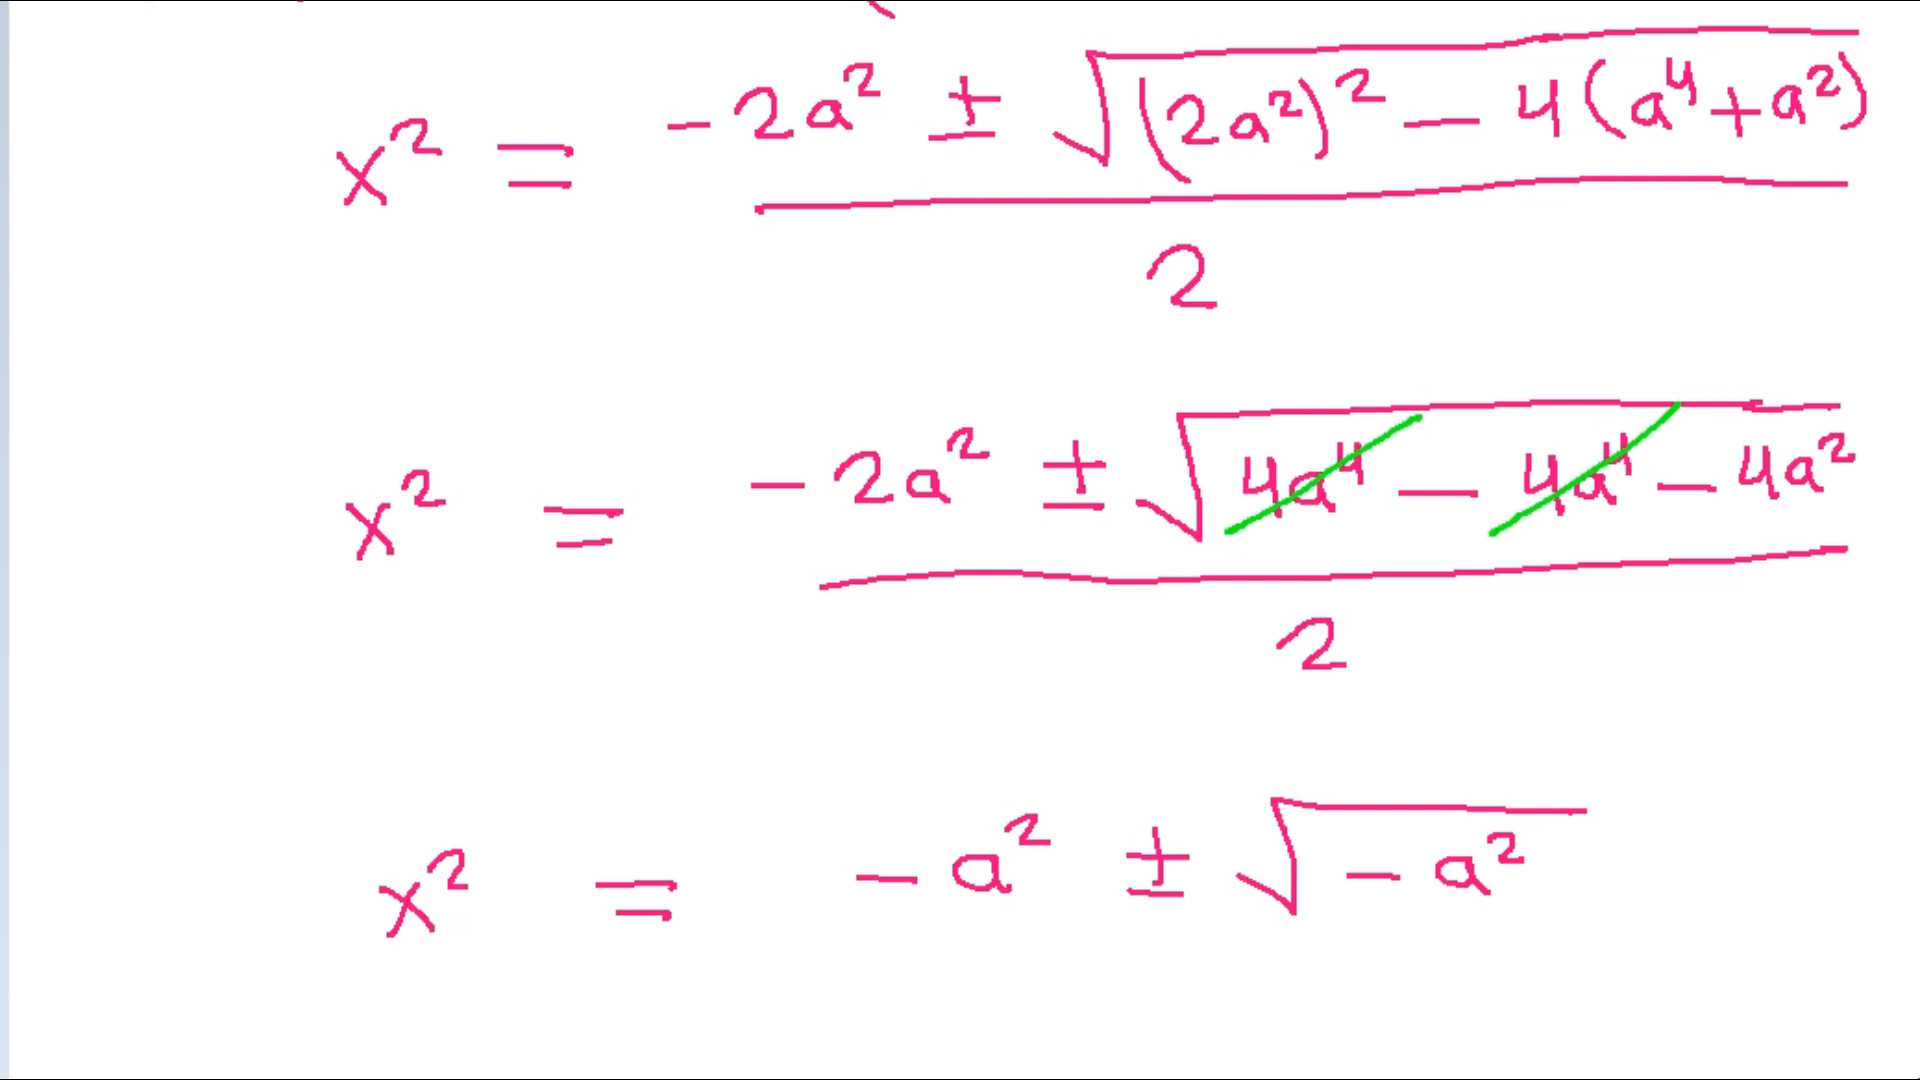 x² = (-2a² ± √((2a²)² - 4(a⁴+a²))) / 2
x² = (-2a² ± √(4a⁴ - 4a⁴ - 4a²)) / 2
x² = -a² ± √(-a²)